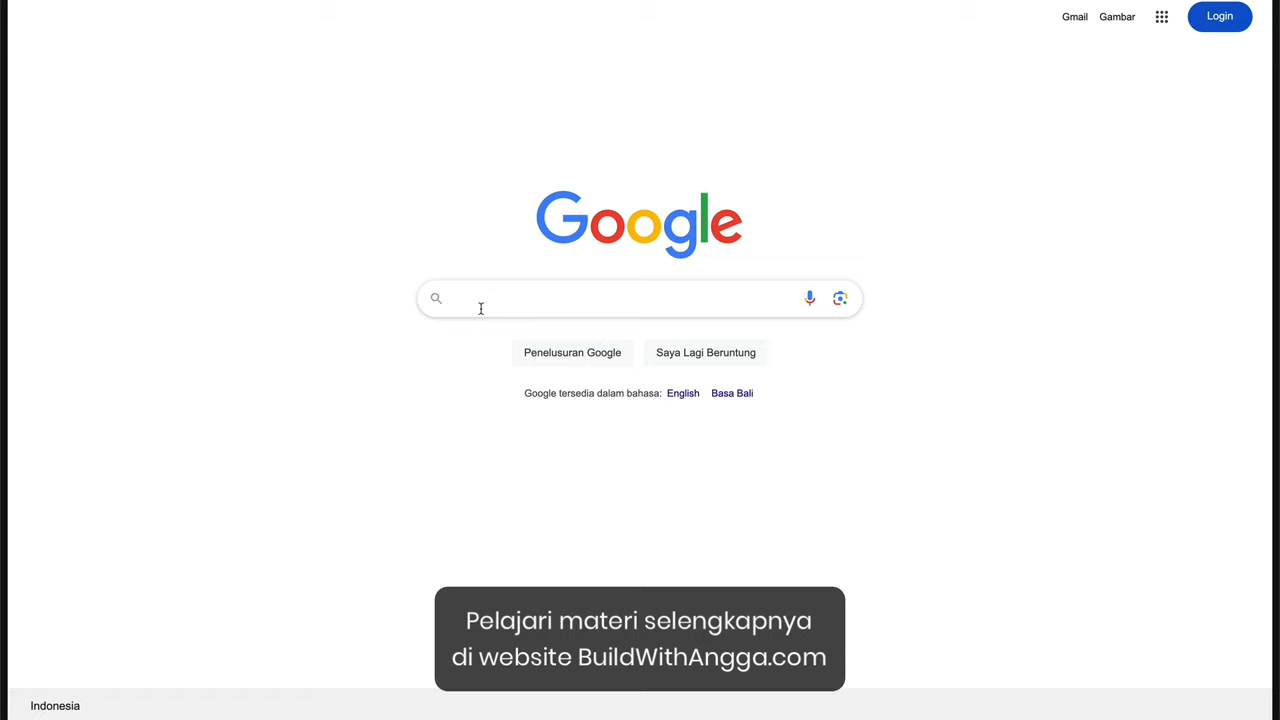 Gmail Gambar Login
Google
Penelusuran Google Saya Lagi Beruntung
Google tersedia dalam bahasa: English Basa Bali
Pelajari materi selengkapnya
di website BuildWithAngga.com
Indonesia